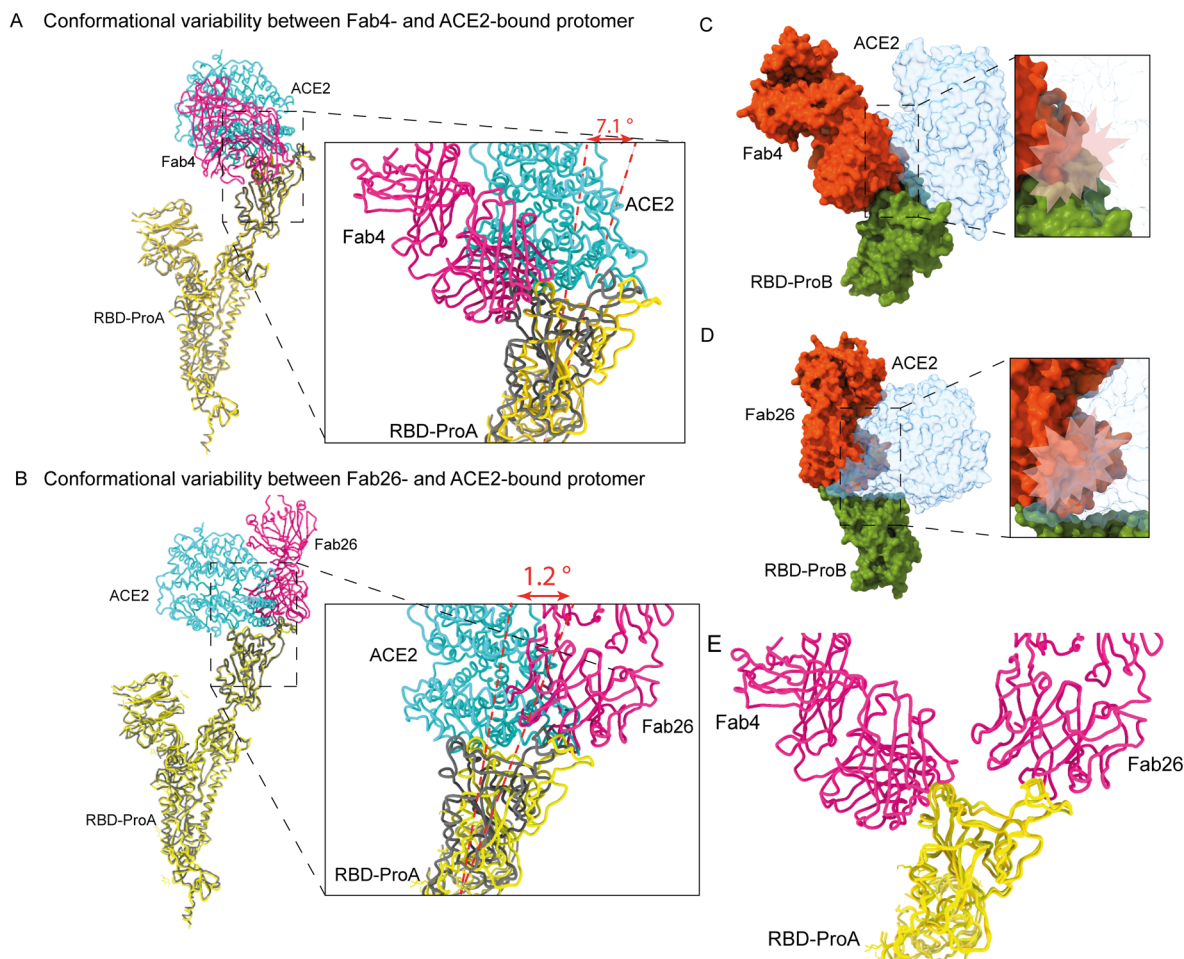 A Conformational variability between Fab4- and ACE2-bound protomer
ACE2
Fab4
RBD-ProA
7.1 °
ACE2
Fab4
RBD-ProA
B Conformational variability between Fab26- and ACE2-bound protomer
Fab26
ACE2
RBD-ProA
1.2 °
ACE2
Fab26
RBD-ProA
C
ACE2
Fab4
RBD-ProB
D
ACE2
Fab26
RBD-ProB
E
Fab4
Fab26
RBD-ProA